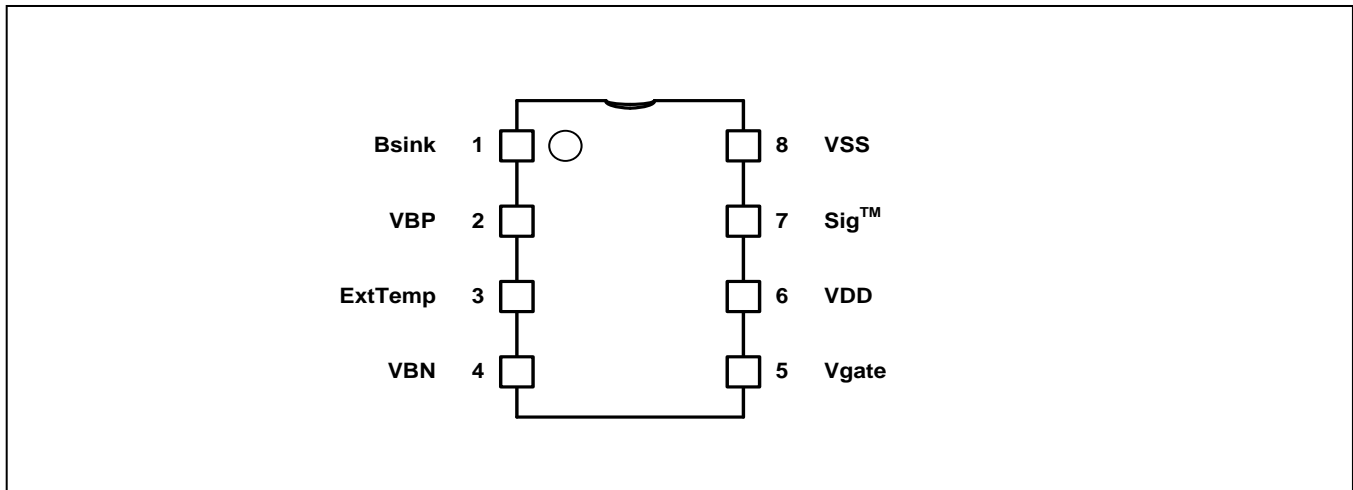 Bsink 1 8 VSS
VBP 2 7 Sig™
ExtTemp 3 6 VDD
VBN 4 5 Vgate